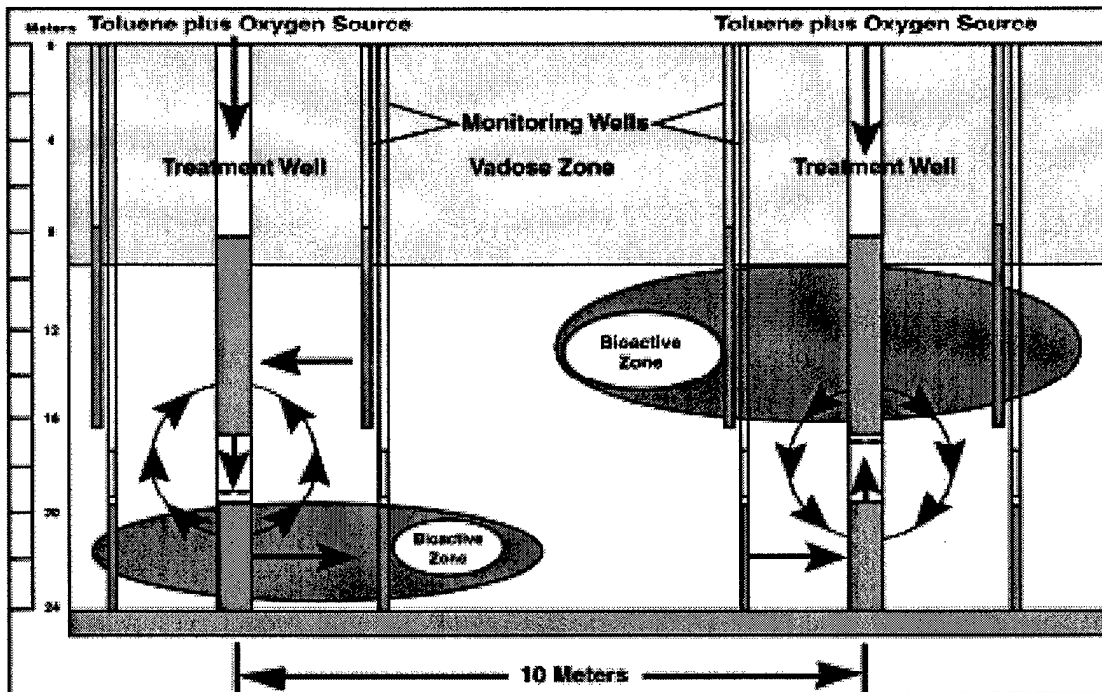 Meters
Toluene plus Oxygen Source
Toluene plus Oxygen Source
4
Monitoring Wells
Treatment Well
Vadose Zone
Treatment Well
8
12
Bioactive
Zone
16
20
Bioactive
Zone
24
10 Meters